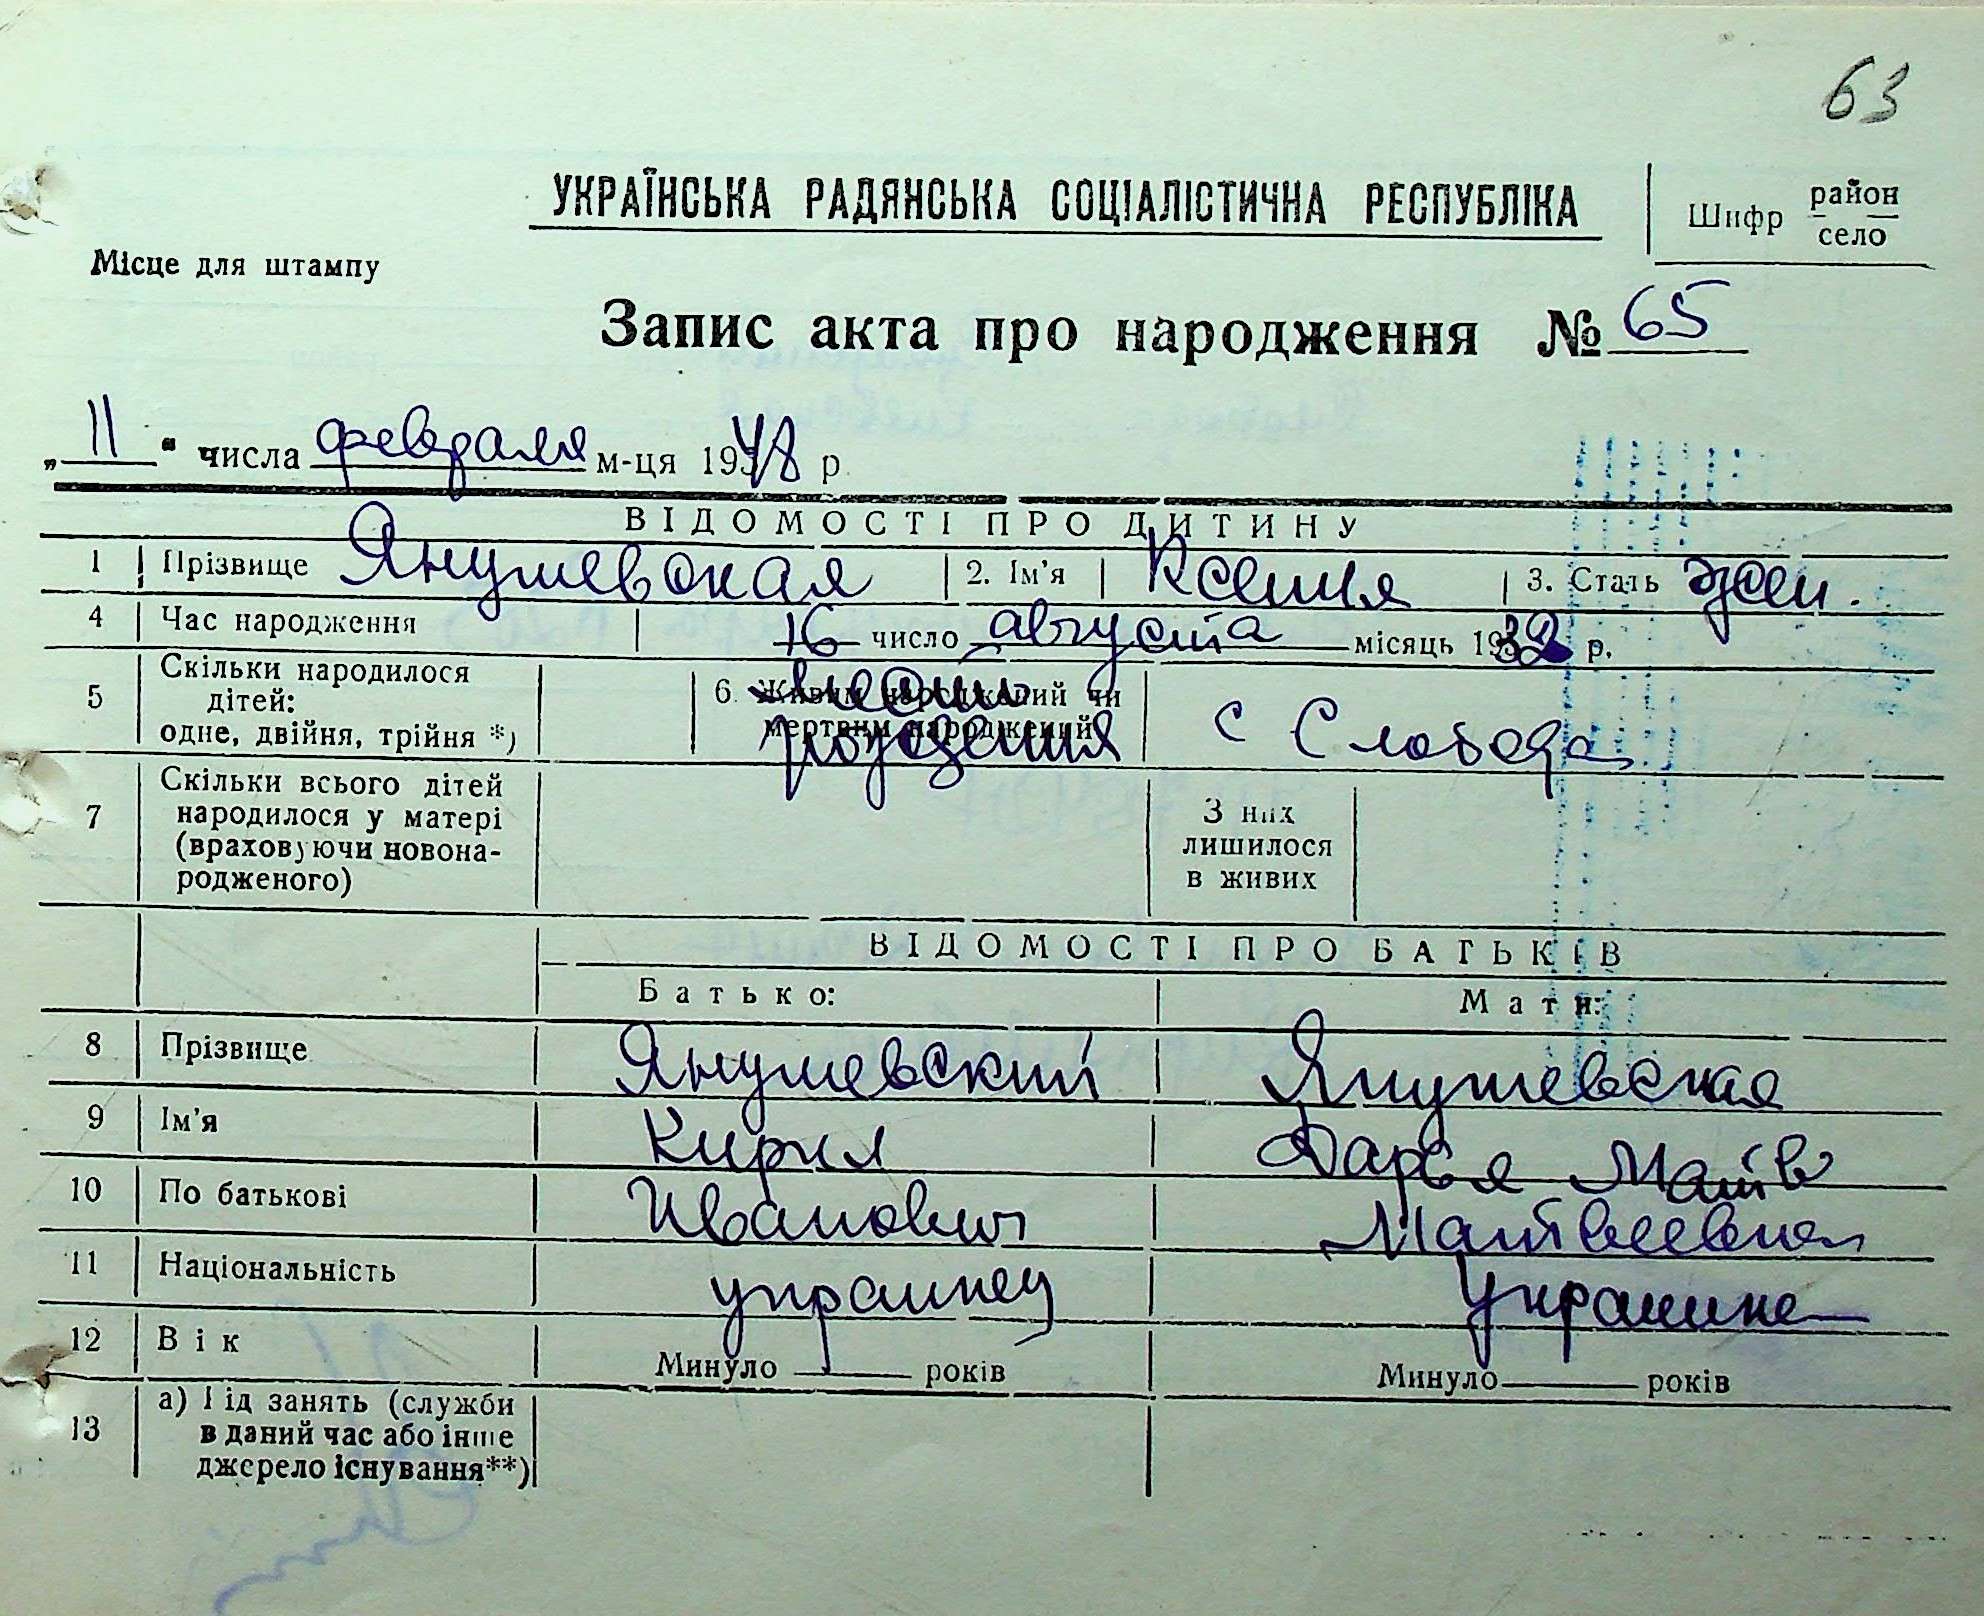 63
УКРАЇНСЬКА РАДЯНСЬКА СОЦІАЛІСТИЧНА РЕСПУБЛІКА
Шифр район
село
Місце для штампу
Запис акта про народження № 65
„11" числа февраля м-ця 1948 р
ВІДОМОСТІ ПРО ДИТИНУ
1 Прізвище Янушевская 2. Ім'я Ксения 3. Стать жен.
4 Час народження 16 число августа місяць 1932 р.
5 Скільки народилося дітей: одне, двійня, трійня *) 6. Живим народжений чи мертвим народжений
место рождения с Слобода
7 Скільки всього дітей народилося у матері (враховуючи новонародженого) З них лишилося в живих
ВІДОМОСТІ ПРО БАТЬКІВ
Батько: Мати:
8 Прізвище Янушевский Янушевская
9 Ім'я Кирил Дарья Матв
10 По батькові Иванович Матвеевна
11 Національність украинец Украинка
12 Вік Минуло років Минуло років
13 а) Рід занять (служби
в даний час або інше
джерело існування**)